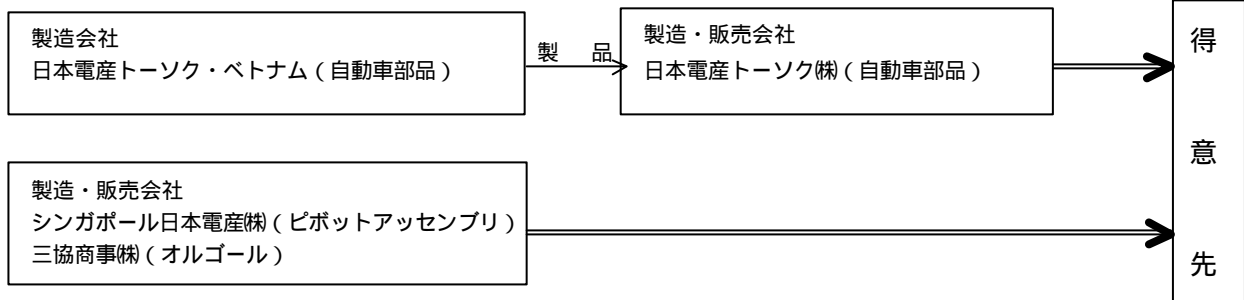 製造会社
日本電産トーソク・ベトナム(自動車部品)
製 品
製造・販売会社
日本電産トーソク㈱(自動車部品)
製造・販売会社
シンガポール日本電産㈱(ピボットアッセンブリ)
三協商事㈱(オルゴール)
得意先